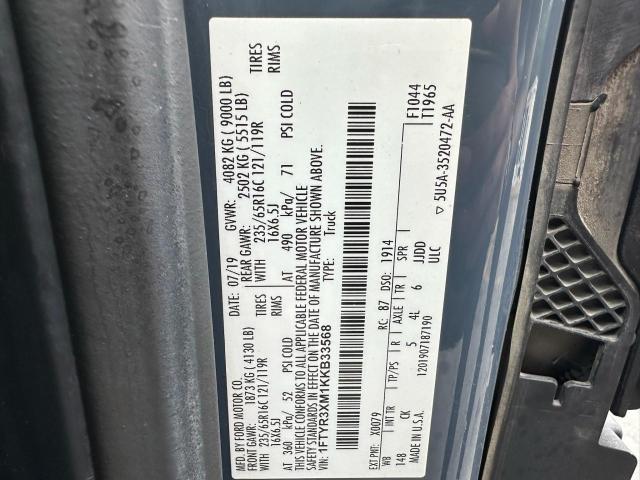 MFD. BY FORD MOTOR CO.
DATE: 07/19 GVWR: 4082 KG ( 9000 LB)
FRONT GAWR: 1873 KG ( 4130 LB) REAR GAWR: 2502 KG ( 5515 LB)
WITH 235/65R16C 121/119R TIRES WITH 235/65R16C 121/119R TIRES
16X6.5J RIMS 16X6.5J RIMS
AT 360 kPa/ 52 PSI COLD AT 490 kPa/ 71 PSI COLD
THIS VEHICLE CONFORMS TO ALL APPLICABLE FEDERAL MOTOR VEHICLE
SAFETY STANDARDS IN EFFECT ON THE DATE OF MANUFACTURE SHOWN ABOVE.
VIN: 1FTYR3XM1KKB33568 TYPE: Truck
F1044
T1965
EXT PNT: X0079 RC: 87 DSO: 1914
WB INT TR TP/PS R AXLE TR SPR
148 CK 5 4L 6 JJDD
MADE IN U.S.A. ULC
1201907187190
▽ 5U5A-3520472-AA